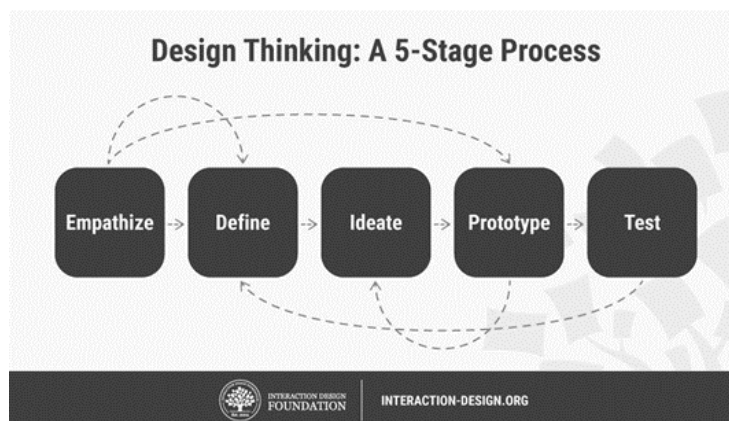 Design Thinking: A 5-Stage Process
Empathize
Define
Ideate
Prototype
Test
INTERACTION DESIGN
FOUNDATION
INTERACTION-DESIGN.ORG